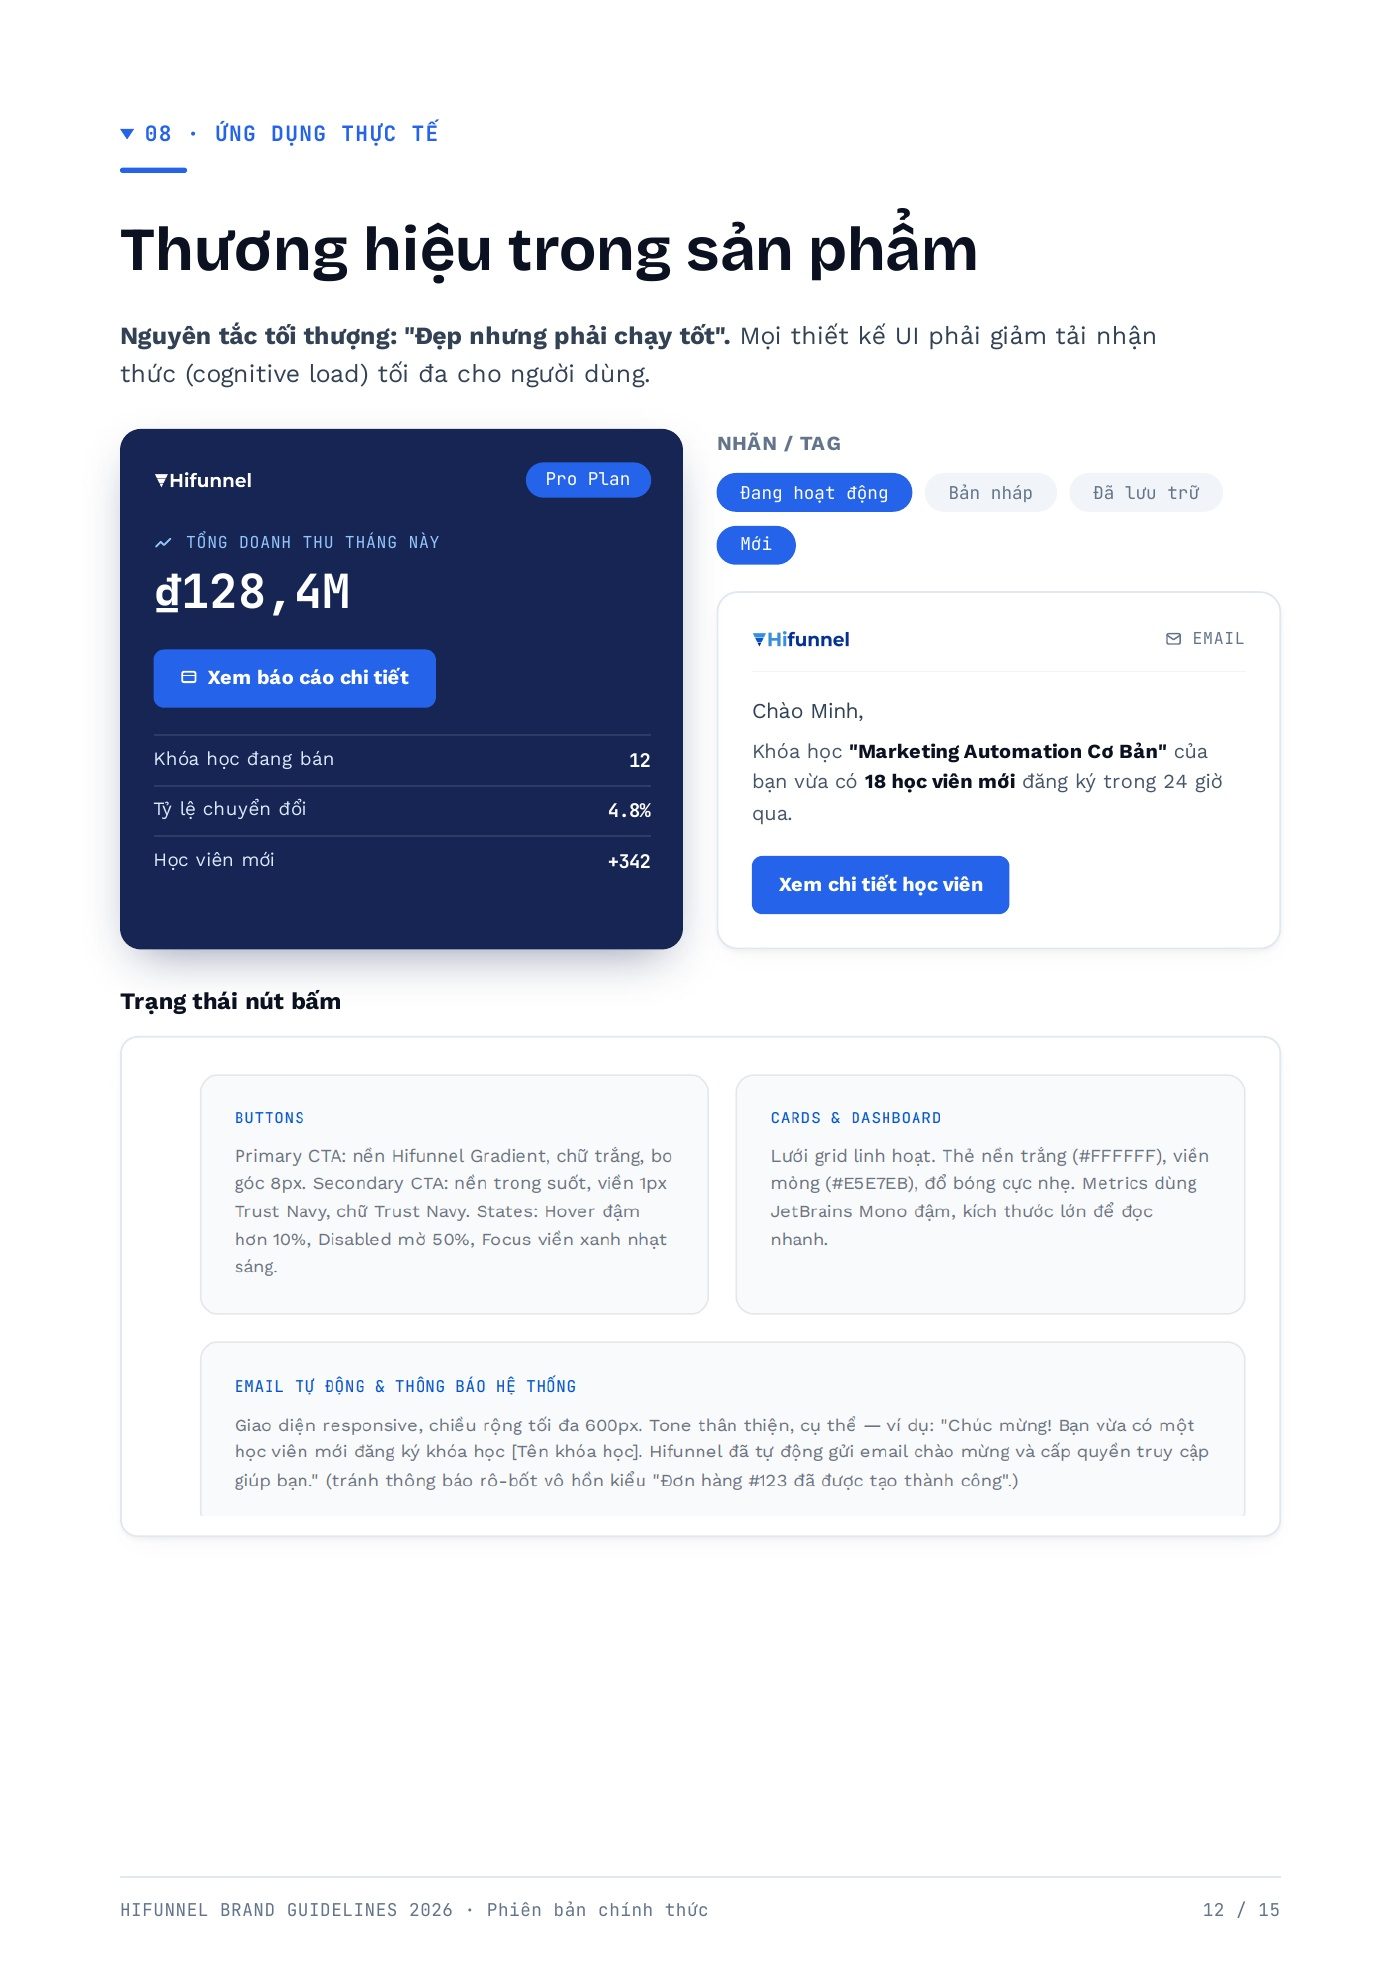 08 · ỨNG DỤNG THỰC TẾ
Thương hiệu trong sản phẩm
Nguyên tắc tối thượng: "Đẹp nhưng phải chạy tốt". Mọi thiết kế UI phải giảm tải nhận
thức (cognitive load) tối đa cho người dùng.
Hifunnel
Pro Plan
TỔNG DOANH THU THÁNG NÀY
₫128,4M
Xem báo cáo chi tiết
Khóa học đang bán 12
Tỷ lệ chuyển đổi 4.8%
Học viên mới +342
NHÃN / TAG
Đang hoạt động Bản nháp Đã lưu trữ
Mới
Hifunnel
EMAIL
Chào Minh,
Khóa học "Marketing Automation Cơ Bản" của
bạn vừa có 18 học viên mới đăng ký trong 24 giờ
qua.
Xem chi tiết học viên
Trạng thái nút bấm
BUTTONS
Primary CTA: nền Hifunnel Gradient, chữ trắng, bo
góc 8px. Secondary CTA: nền trong suốt, viền 1px
Trust Navy, chữ Trust Navy. States: Hover đậm
hơn 10%, Disabled mờ 50%, Focus viền xanh nhạt
sáng.
CARDS & DASHBOARD
Lưới grid linh hoạt. Thẻ nền trắng (#FFFFFF), viền
mỏng (#E5E7EB), đổ bóng cực nhẹ. Metrics dùng
JetBrains Mono đậm, kích thước lớn để đọc
nhanh.
EMAIL TỰ ĐỘNG & THÔNG BÁO HỆ THỐNG
Giao diện responsive, chiều rộng tối đa 600px. Tone thân thiện, cụ thể — ví dụ: "Chúc mừng! Bạn vừa có một
học viên mới đăng ký khóa học [Tên khóa học]. Hifunnel đã tự động gửi email chào mừng và cấp quyền truy cập
giúp bạn." (tránh thông báo rô-bốt vô hồn kiểu "Đơn hàng #123 đã được tạo thành công".)
HIFUNNEL BRAND GUIDELINES 2026 · Phiên bản chính thức
12 / 15